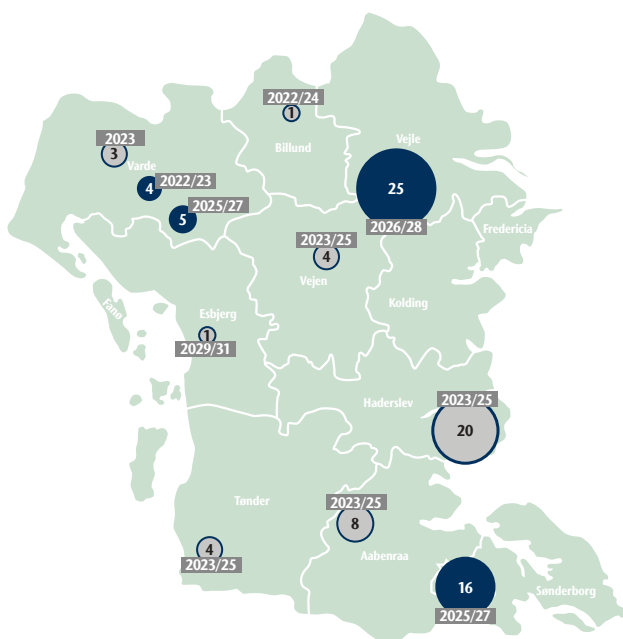 2022/24
1
Billund
Vejle
25
2026/28
2023
3
Varde
4
2022/23
2025/27
5
2023/25
4
Vejen
Fredericia
Kolding
Fanø
Esbjerg
1
2029/31
Haderslev
2023/25
20
Tønder
2023/25
8
Aabenraa
4
2023/25
16
2025/27
Sønderborg